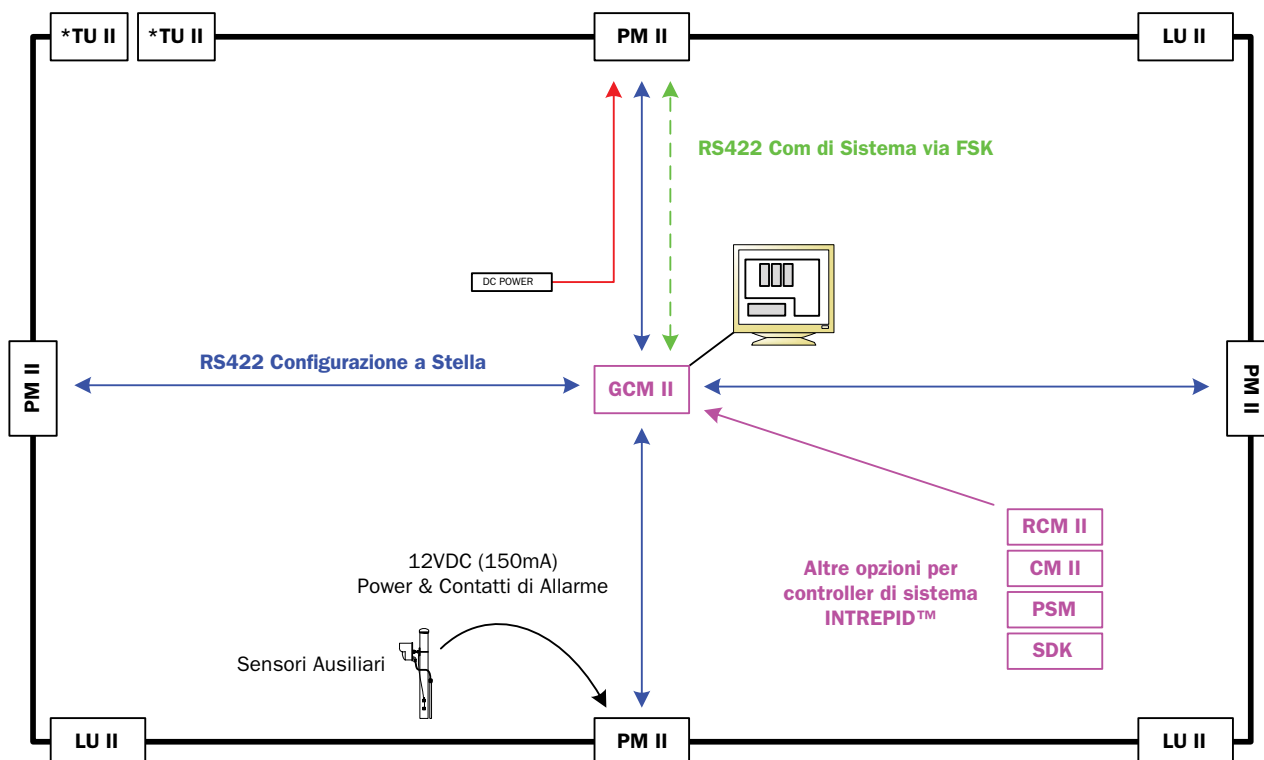 *TU II
*TU II
PM II
LU II
RS422 Com di Sistema via FSK
DC POWER
RS422 Configurazione a Stella
PM II
GCM II
PM II
RCM II
12VDC (150mA)
Power & Contatti di Allarme
Altre opzioni per
controller di sistema
INTREPID™
CM II
PSM
SDK
Sensori Ausiliari
LU II
PM II
LU II